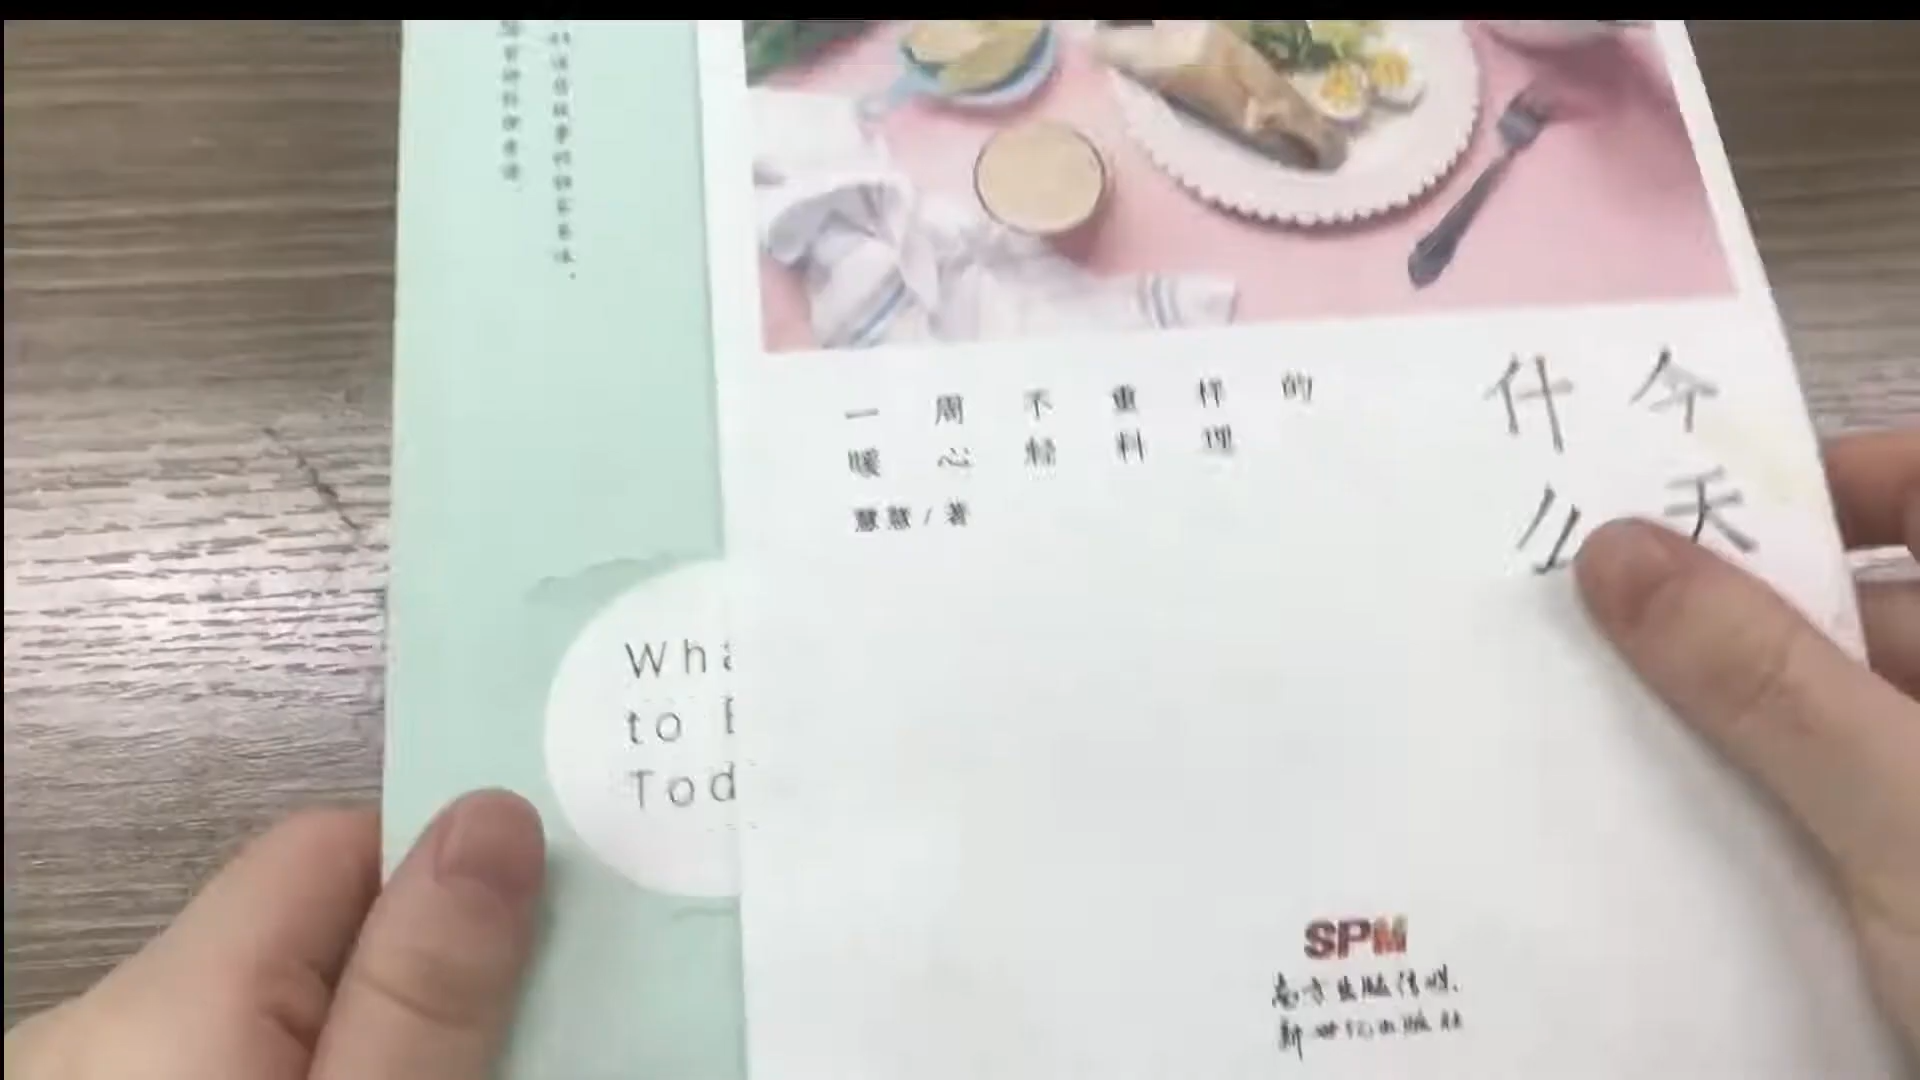 今天
什么
一周不重样的
暖心轻料理
慧慧/著
Wha
to E
Tod
SPM
南方出版传媒
新世纪出版社